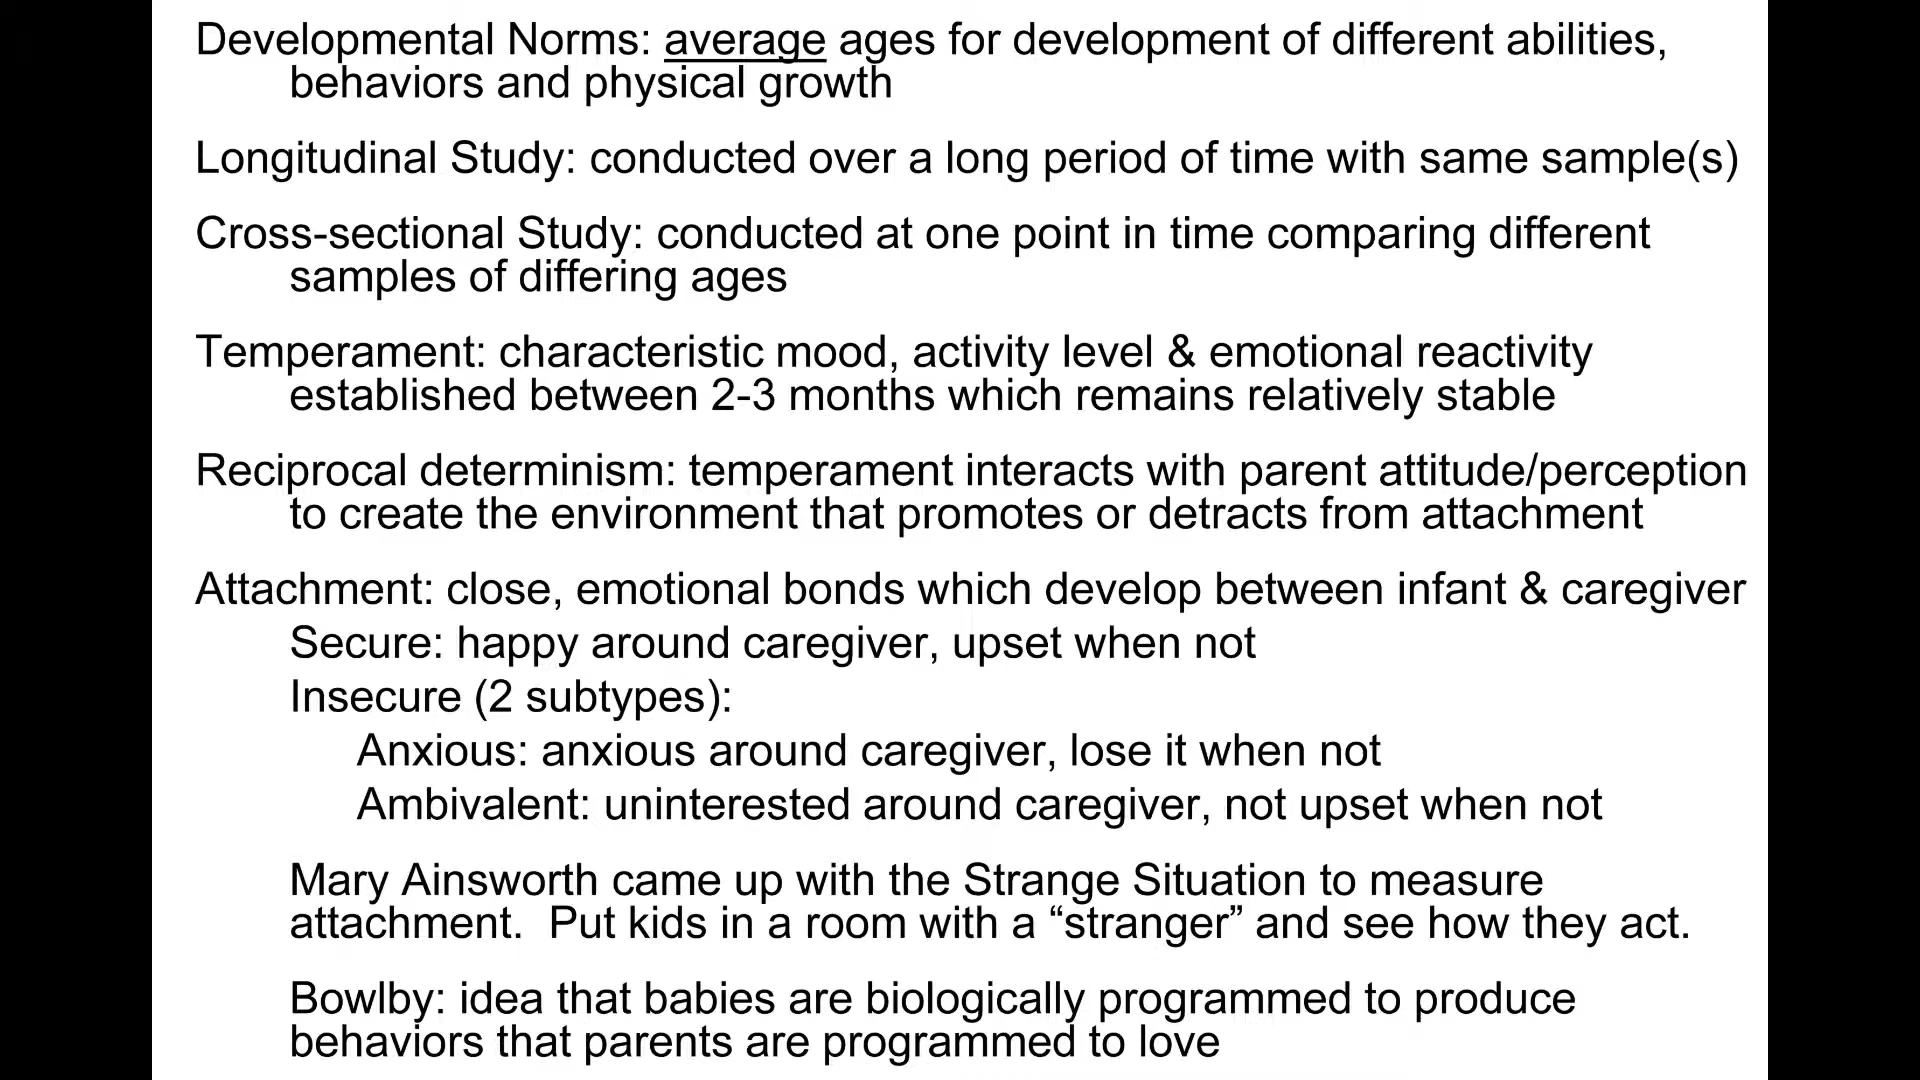 Developmental Norms: average ages for development of different abilities,
behaviors and physical growth
Longitudinal Study: conducted over a long period of time with same sample(s)
Cross-sectional Study: conducted at one point in time comparing different
samples of differing ages
Temperament: characteristic mood, activity level & emotional reactivity
established between 2-3 months which remains relatively stable
Reciprocal determinism: temperament interacts with parent attitude/perception
to create the environment that promotes or detracts from attachment
Attachment: close, emotional bonds which develop between infant & caregiver
Secure: happy around caregiver, upset when not
Insecure (2 subtypes):
Anxious: anxious around caregiver, lose it when not
Ambivalent: uninterested around caregiver, not upset when not
Mary Ainsworth came up with the Strange Situation to measure
attachment.  Put kids in a room with a “stranger” and see how they act.
Bowlby: idea that babies are biologically programmed to produce
behaviors that parents are programmed to love